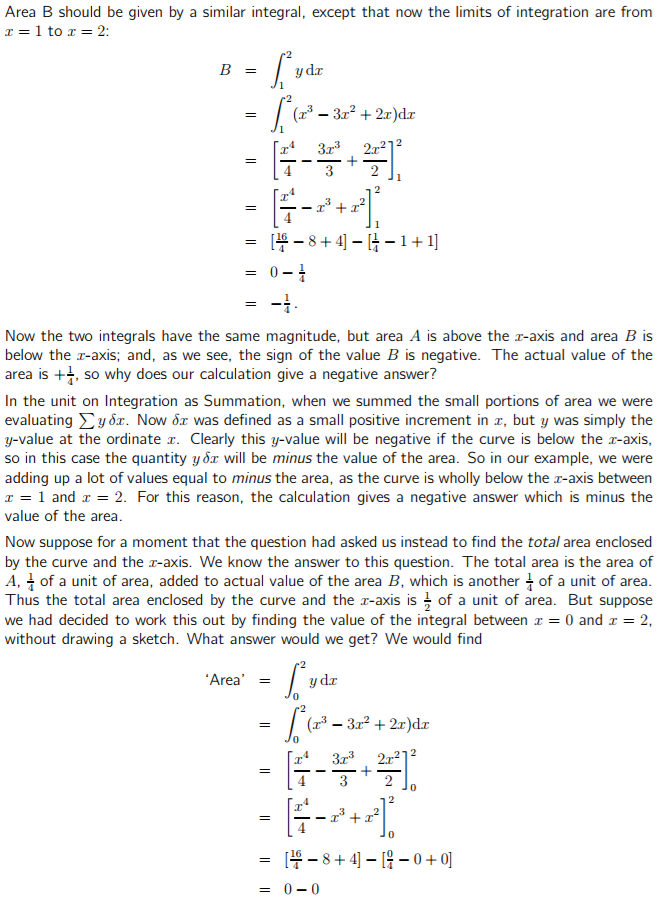 Area B should be given by a similar integral, except that now the limits of integration are from
x = 1 to x = 2:
B = ∫₁² y dx
= ∫₁² (x³ − 3x² + 2x)dx
= [x⁴/4 − 3x³/3 + 2x²/2]₁²
= [x⁴/4 − x³ + x²]₁²
= [16/4 − 8 + 4] − [1/4 − 1 + 1]
= 0 − 1/4
= −1/4 .
Now the two integrals have the same magnitude, but area A is above the x-axis and area B is
below the x-axis; and, as we see, the sign of the value B is negative. The actual value of the
area is +1/4, so why does our calculation give a negative answer?
In the unit on Integration as Summation, when we summed the small portions of area we were
evaluating ∑ y δx. Now δx was defined as a small positive increment in x, but y was simply the
y-value at the ordinate x. Clearly this y-value will be negative if the curve is below the x-axis,
so in this case the quantity y δx will be minus the value of the area. So in our example, we were
adding up a lot of values equal to minus the area, as the curve is wholly below the x-axis between
x = 1 and x = 2. For this reason, the calculation gives a negative answer which is minus the
value of the area.
Now suppose for a moment that the question had asked us instead to find the total area enclosed
by the curve and the x-axis. We know the answer to this question. The total area is the area of
A, 1/4 of a unit of area, added to actual value of the area B, which is another 1/4 of a unit of area.
Thus the total area enclosed by the curve and the x-axis is 1/2 of a unit of area. But suppose
we had decided to work this out by finding the value of the integral between x = 0 and x = 2,
without drawing a sketch. What answer would we get? We would find
'Area' = ∫₀² y dx
= ∫₀² (x³ − 3x² + 2x)dx
= [x⁴/4 − 3x³/3 + 2x²/2]₀²
= [x⁴/4 − x³ + x²]₀²
= [16/4 − 8 + 4] − [0/4 − 0 + 0]
= 0 − 0